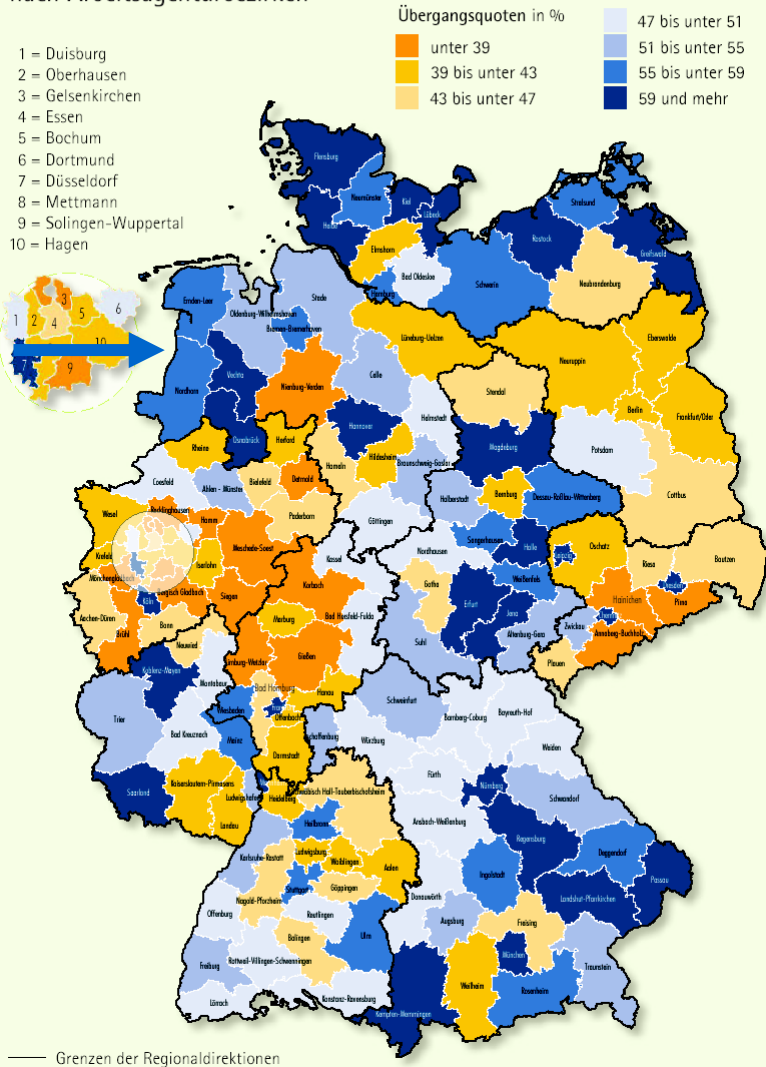 Übergangsquoten in %
unter 39
39 bis unter 43
43 bis unter 47
47 bis unter 51
51 bis unter 55
55 bis unter 59
59 und mehr
1 = Duisburg
2 = Oberhausen
3 = Gelsenkirchen
4 = Essen
5 = Bochum
6 = Dortmund
7 = Düsseldorf
8 = Mettmann
9 = Solingen-Wuppertal
10 = Hagen
1
2
3
4
5
6
7
9
10
Flensburg
Heide
Neumünster
Kiel
Lübeck
Elmshorn
Bad Oldesloe
Hamburg
Stralsund
Rostock
Greifswald
Schwerin
Neubrandenburg
Emden-Leer
Oldenburg-Wilhelmshaven
Stade
Bremen-Bremerhaven
Lüneburg-Uelzen
Nordhorn
Vechta
Nienburg-Verden
Celle
Osnabrück
Hannover
Helmstedt
Hameln
Hildesheim
Braunschweig-Goslar
Göttingen
Neuruppin
Eberswalde
Berlin
Frankfurt/Oder
Potsdam
Cottbus
Stendal
Magdeburg
Halberstadt
Bernburg
Dessau-Roßlau-Wittenberg
Sangerhausen
Halle
Weißenfels
Rheine
Herford
Coesfeld
Ahlen - Münster
Bielefeld
Detmold
Paderborn
Wesel
Recklinghausen
Hamm
Meschede-Soest
Krefeld
Iserlohn
Mönchengladbach
Bergisch Gladbach
Siegen
Köln
Aachen-Düren
Brühl
Bonn
Kassel
Korbach
Bad Hersfeld-Fulda
Marburg
Gießen
Limburg-Wetzlar
Bad Homburg
Hanau
Offenbach
Darmstadt
Wiesbaden
Nordhausen
Gotha
Erfurt
Jena
Suhl
Altenburg-Gera
Leipzig
Oschatz
Riesa
Bautzen
Dresden
Hainichen
Pirna
Zwickau
Annaberg-Buchholz
Plauen
Neuwied
Koblenz-Mayen
Montabaur
Trier
Bad Kreuznach
Mainz
Saarland
Kaiserslautern-Pirmasens
Ludwigshafen
Landau
Heidelberg
Schwäbisch Hall-Tauberbischofsheim
Heilbronn
Karlsruhe-Rastatt
Ludwigsburg
Waiblingen
Aalen
Stuttgart
Göppingen
Nagold-Pforzheim
Reutlingen
Offenburg
Balingen
Ulm
Rottweil-Villingen-Schwenningen
Freiburg
Lörrach
Konstanz-Ravensburg
Schweinfurt
Würzburg
Bamberg-Coburg
Bayreuth-Hof
Weiden
Fürth
Nürnberg
Schwandorf
Ansbach-Weißenburg
Regensburg
Deggendorf
Passau
Ingolstadt
Landshut-Pfarrkirchen
Donauwörth
Augsburg
Freising
München
Traunstein
Weilheim
Rosenheim
Kempten-Memmingen
Grenzen der Regionaldirektionen